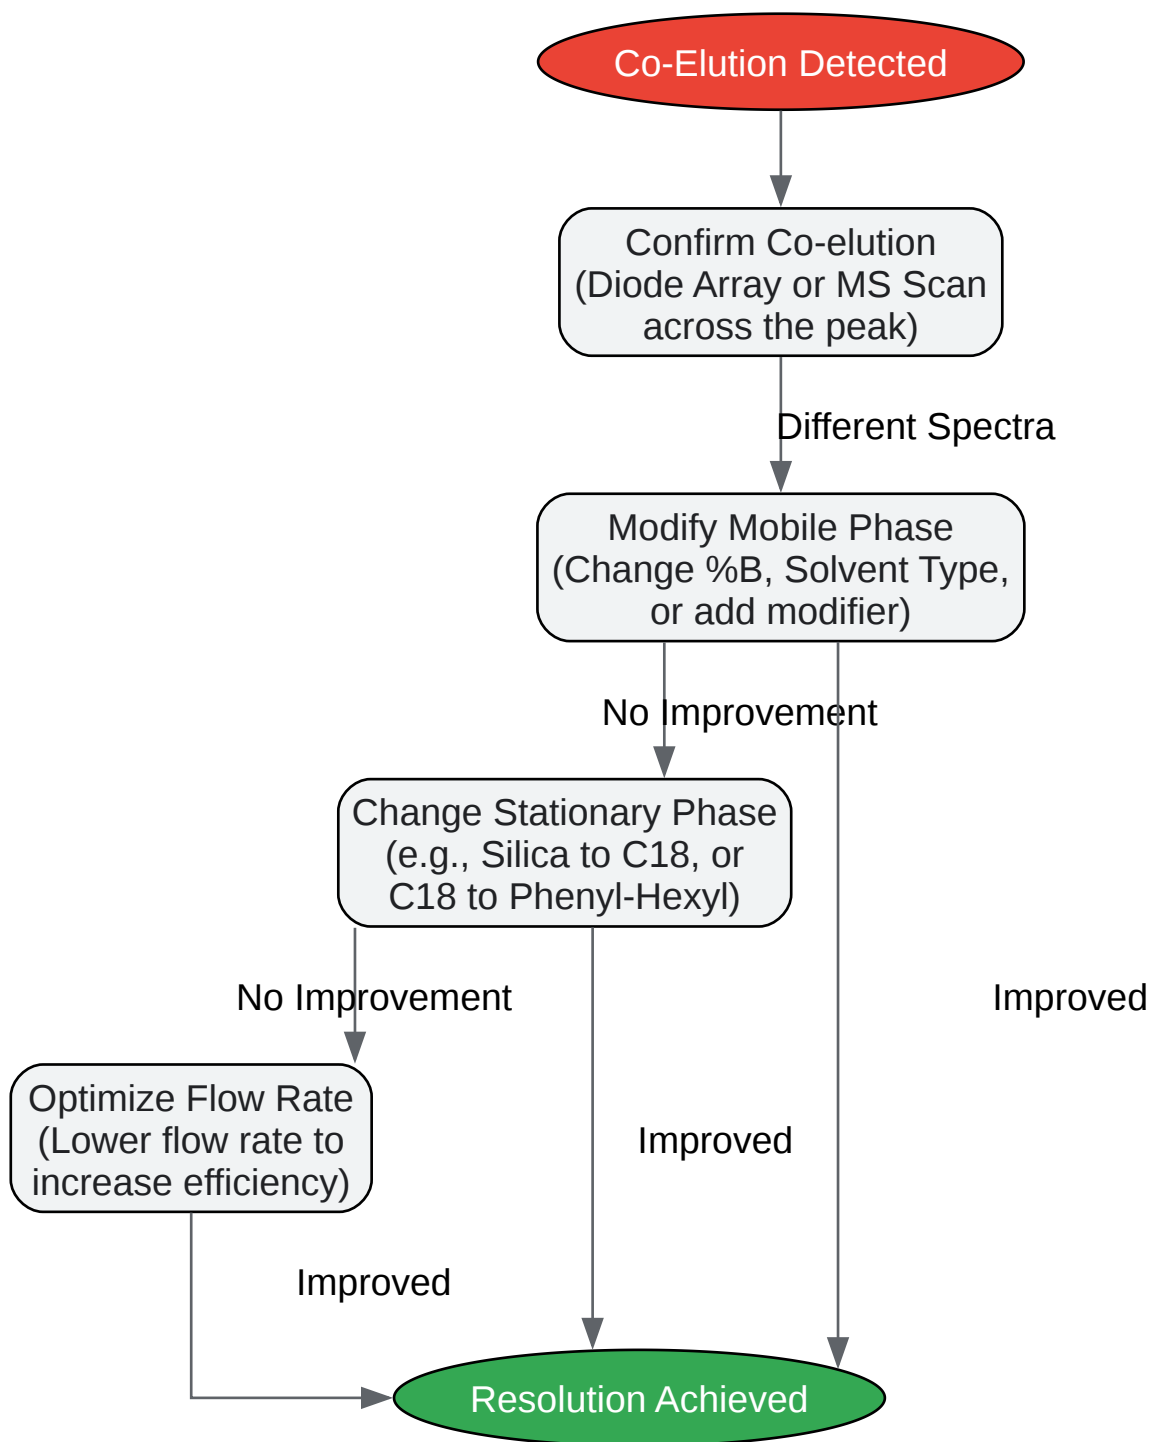 Co-Elution Detected
Confirm Co-elution
(Diode Array or MS Scan
across the peak)
Different Spectra
Modify Mobile Phase
(Change %B, Solvent Type,
or add modifier)
No Improvement
Change Stationary Phase
(e.g., Silica to C18, or
C18 to Phenyl-Hexyl)
No Improvement
Improved
Optimize Flow Rate
(Lower flow rate to
increase efficiency)
Improved
Improved
Resolution Achieved